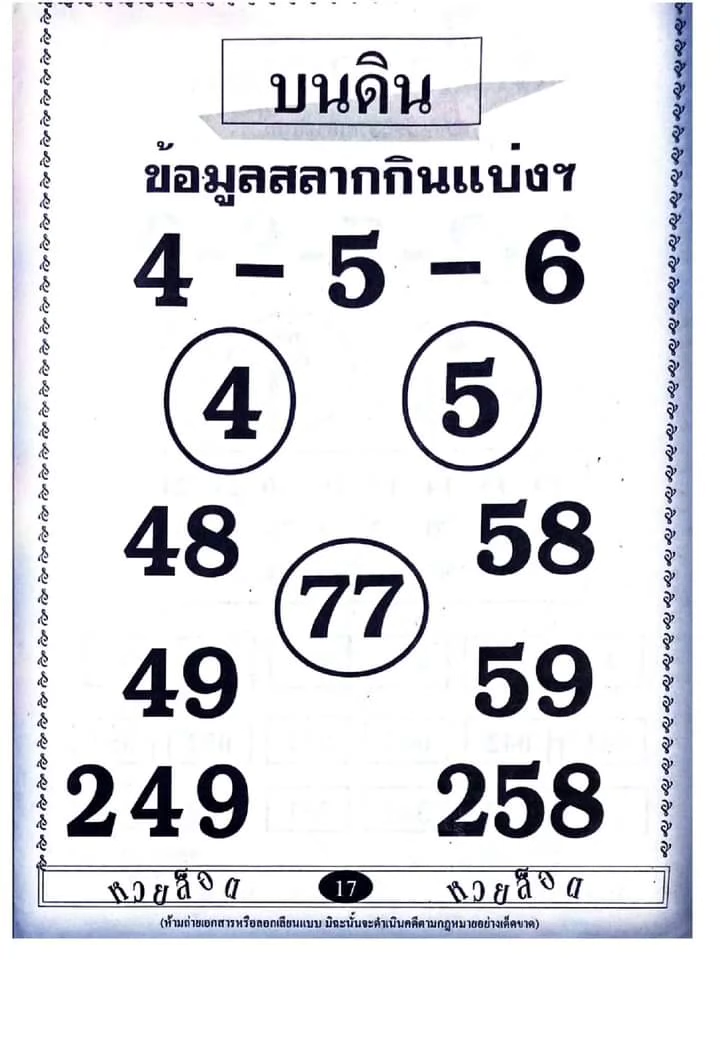 บนดิน
ข้อมูลสลากกินแบ่งฯ
4 - 5 - 6
4 5
48 58
77
49 59
249 258
หวยล็อต 17 หวยล็อต
(ห้ามถ่ายเอกสารหรือลอกเลียนแบบ มิฉะนั้นจะดำเนินคดีตามกฎหมายอย่างเด็ดขาด)